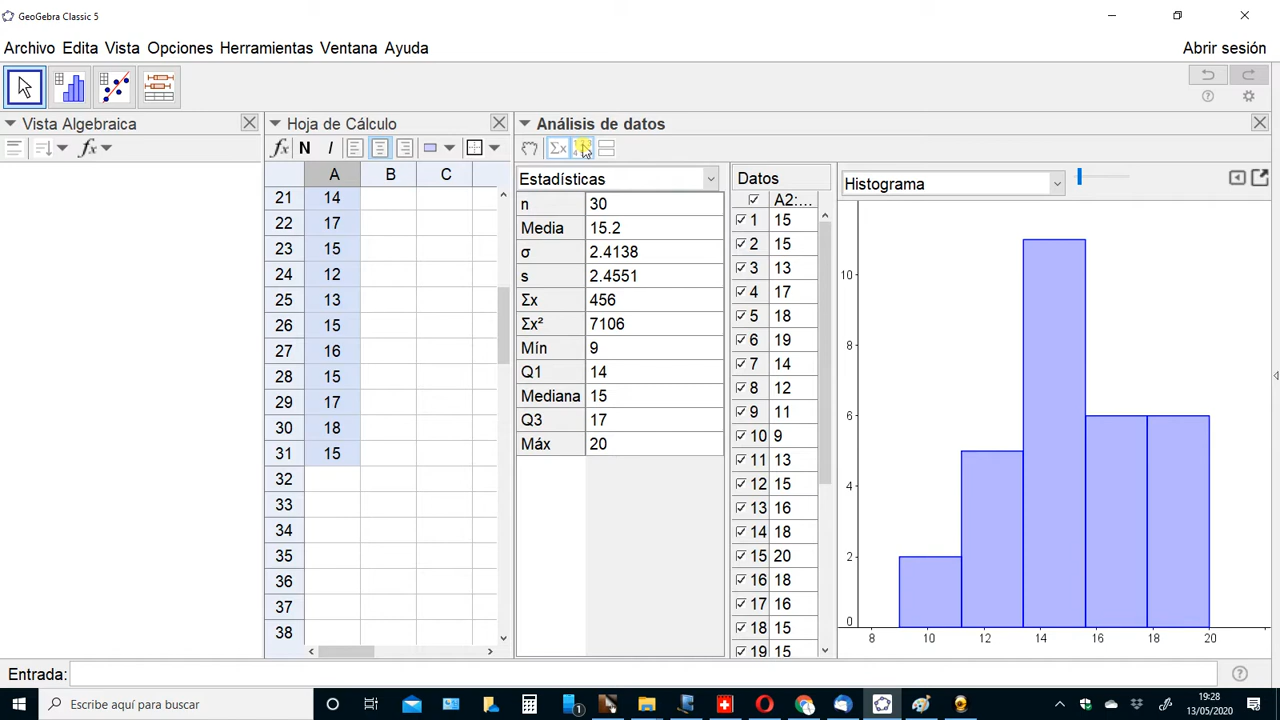 GeoGebra Classic 5
Archivo Edita Vista Opciones Herramientas Ventana Ayuda
Abrir sesión
Vista Algebraica
Hoja de Cálculo
Análisis de datos
N I
Σx
A B C
21 14
22 17
23 15
24 12
25 13
26 15
27 16
28 15
29 17
30 18
31 15
32
33
34
35
36
37
38
Estadísticas
n 30
Media 15.2
σ 2.4138
s 2.4551
Σx 456
Σx² 7106
Mín 9
Q1 14
Mediana 15
Q3 17
Máx 20
Datos
A2:...
1 15
2 15
3 13
4 17
5 18
6 19
7 14
8 12
9 11
10 9
11 13
12 15
13 16
14 18
15 20
16 18
17 16
18 15
19 15
Histograma
10
8
6
4
2
0
8 10 12 14 16 18 20
Entrada:
Escribe aquí para buscar
1
19:28
13/05/2020
3